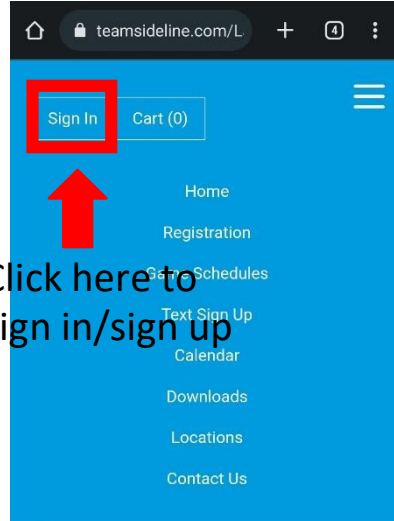 teamsideline.com/L
4
Sign In
Cart (0)
Home
Registration
Game Schedules
Text Sign Up
Calendar
Downloads
Locations
Contact Us
lick here to
ign in/sign up